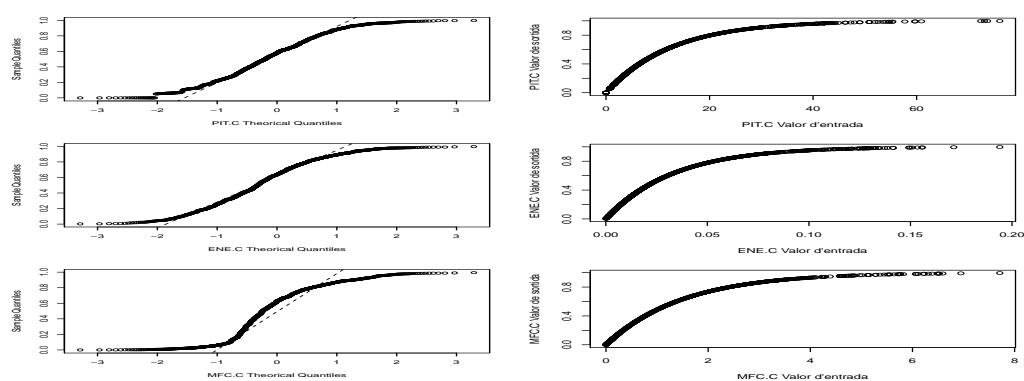 Sample Quantiles
0.0 0.2 0.4 0.6 0.8 1.0
−3 −2 −1 0 1 2 3
PIT.C Theorical Quantiles
PIT.C Valor de sortida
0.0 0.4 0.8
0 20 40 60
PIT.C Valor d'entrada
Sample Quantiles
0.0 0.2 0.4 0.6 0.8 1.0
−3 −2 −1 0 1 2 3
ENE.C Theorical Quantiles
ENE.C Valor de sortida
0.0 0.4 0.8
0.00 0.05 0.10 0.15 0.20
ENE.C Valor d'entrada
Sample Quantiles
0.0 0.2 0.4 0.6 0.8 1.0
−3 −2 −1 0 1 2 3
MFC.C Theorical Quantiles
MFC.C Valor de sortida
0.0 0.4 0.8
0 2 4 6 8
MFC.C Valor d'entrada